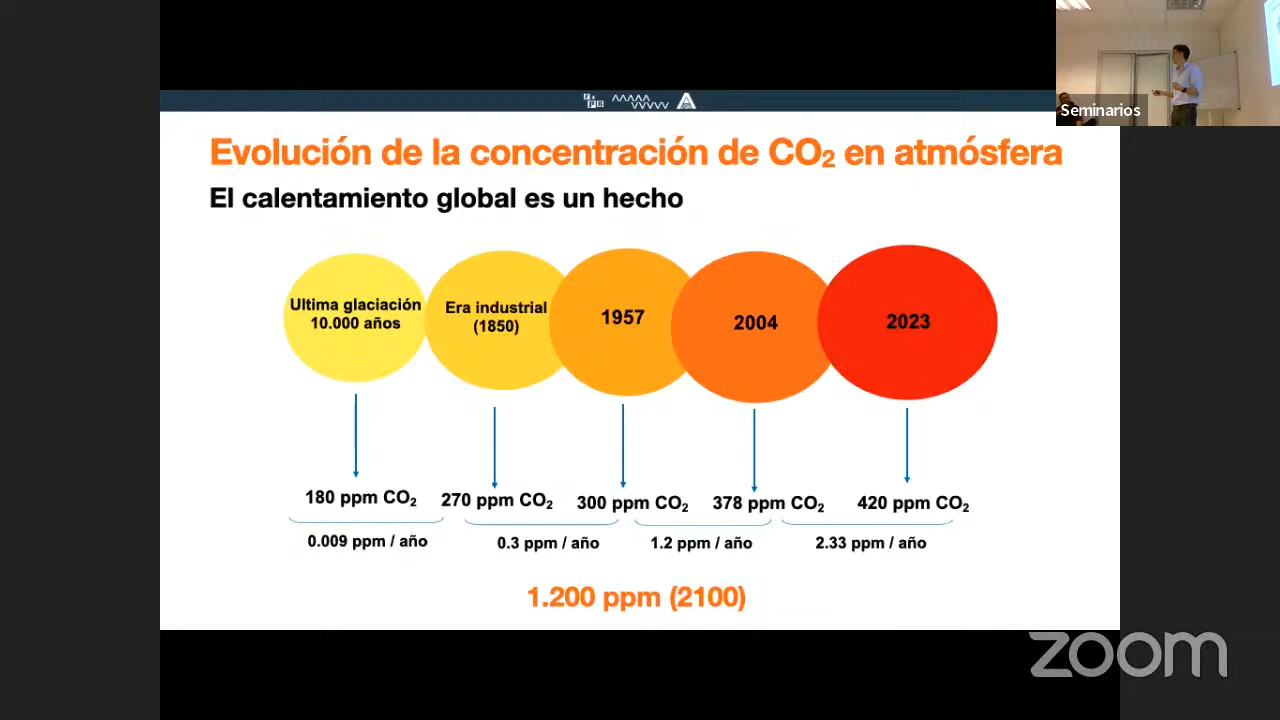 Seminarios
Evolución de la concentración de CO₂ en atmósfera
El calentamiento global es un hecho
Ultima glaciación
10.000 años
Era industrial
(1850)
1957
2004
2023
180 ppm CO₂
270 ppm CO₂
300 ppm CO₂
378 ppm CO₂
420 ppm CO₂
0.009 ppm / año
0.3 ppm / año
1.2 ppm / año
2.33 ppm / año
1.200 ppm (2100)
zoom